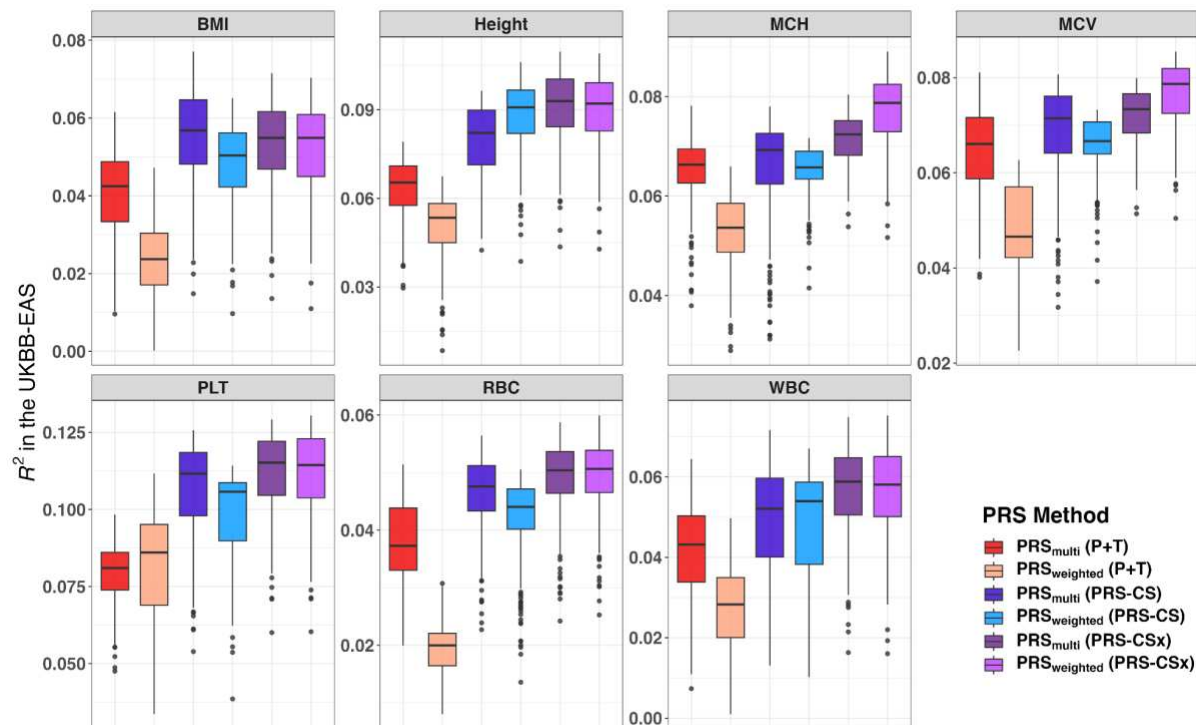 BMI Height MCH MCV
0.08
0.06
0.04
0.02
0.00
0.09
0.06
0.03
0.08
0.06
0.04
0.08
0.06
0.04
0.02
R² in the UKBB-EAS
PLT RBC WBC
0.125
0.100
0.075
0.050
0.06
0.04
0.02
0.06
0.04
0.02
0.00
PRS Method
PRSmulti (P+T)
PRSweighted (P+T)
PRSmulti (PRS-CS)
PRSweighted (PRS-CS)
PRSmulti (PRS-CSx)
PRSweighted (PRS-CSx)